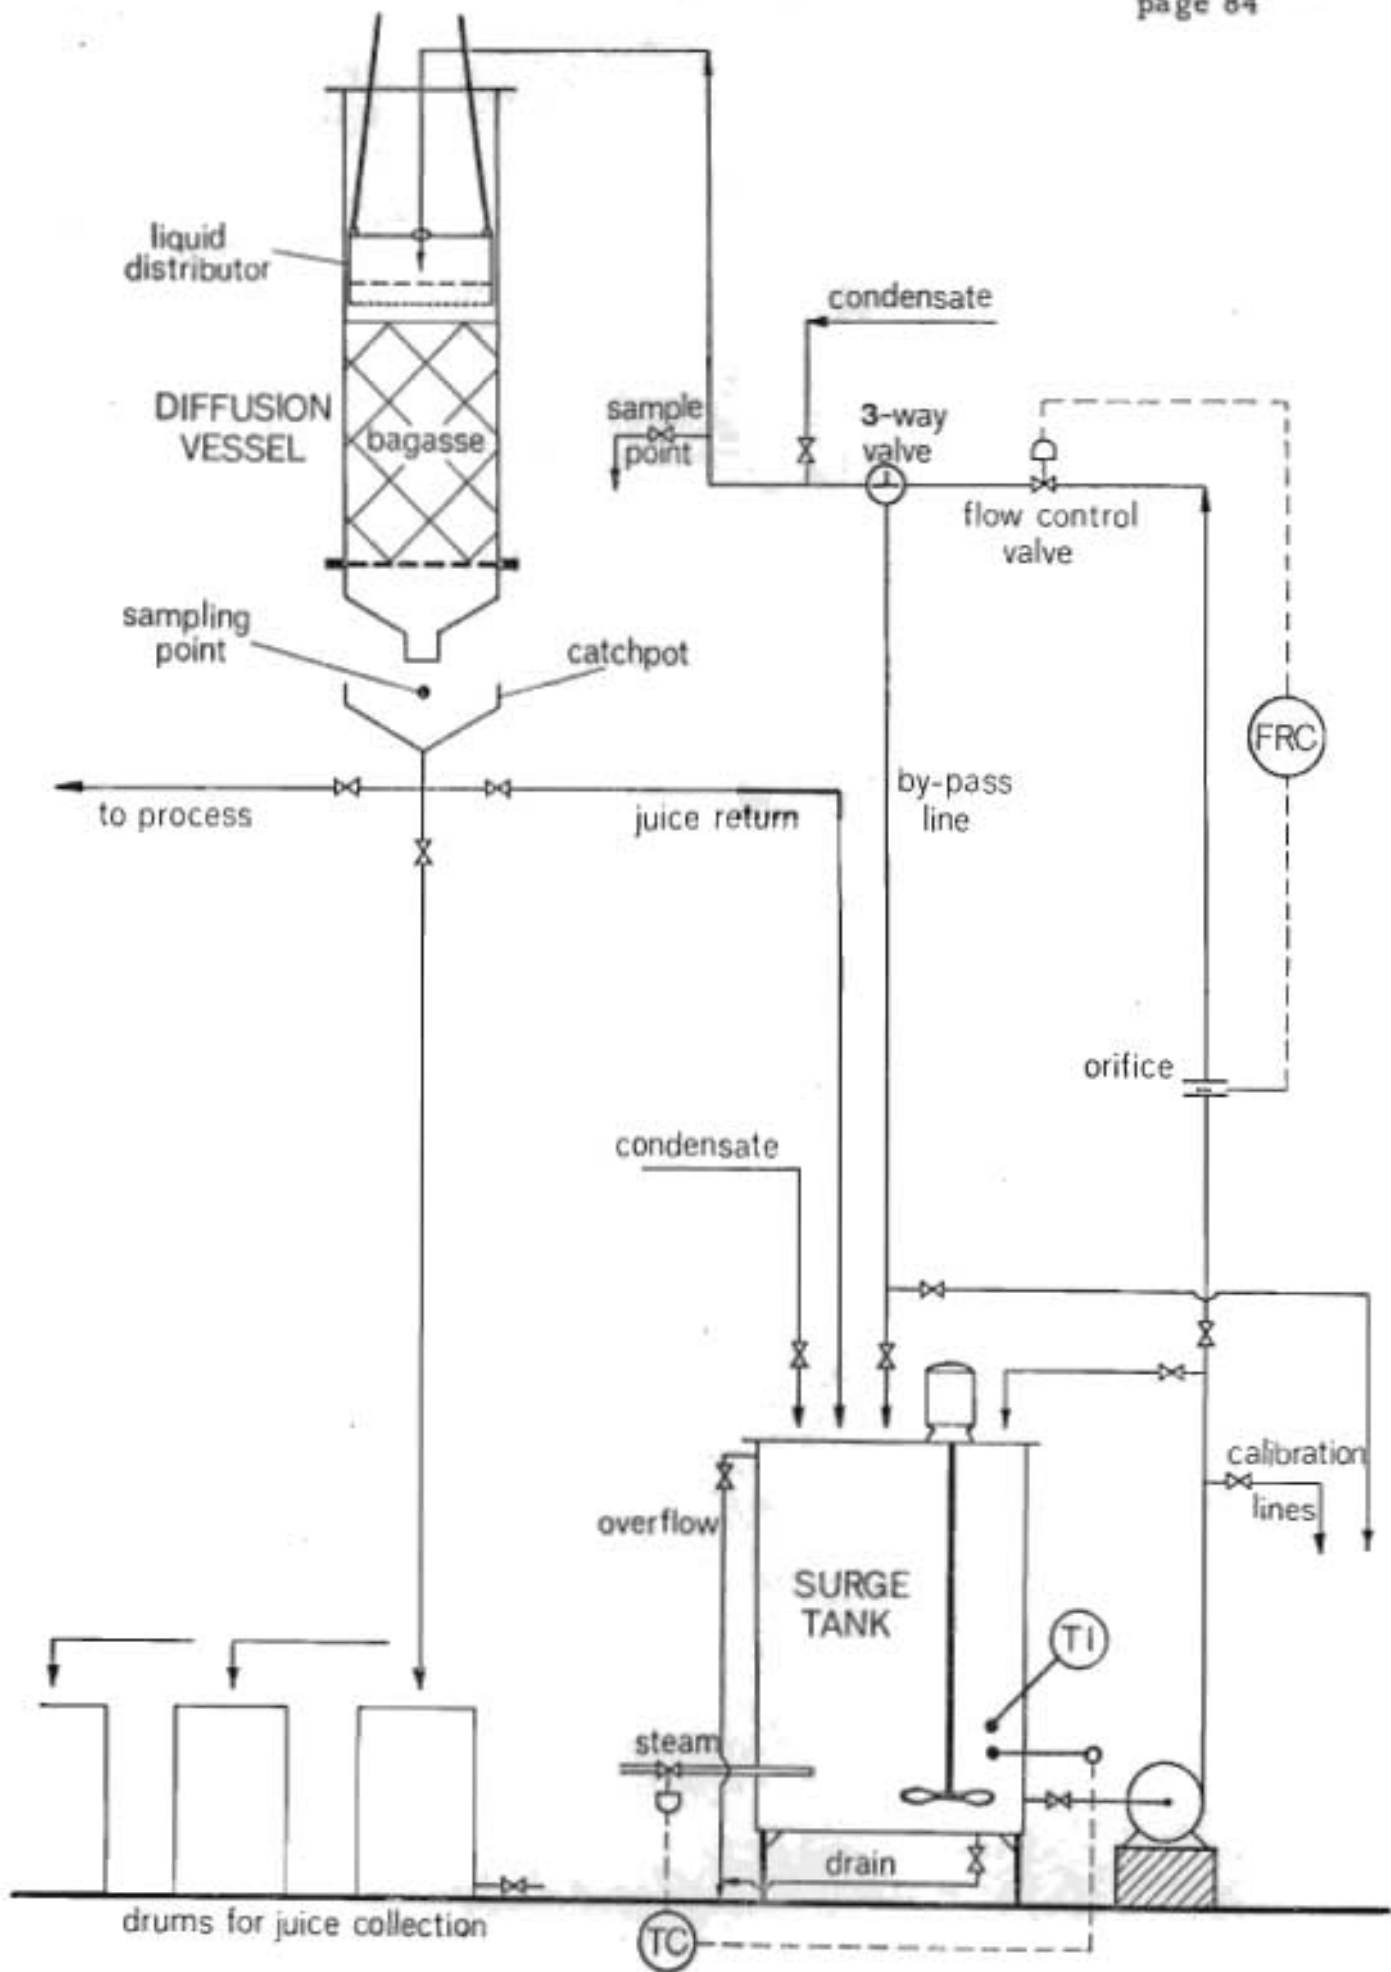 page 84
liquid
distributor
condensate
DIFFUSION
VESSEL
bagasse
sample
point
3-way
valve
flow control
valve
sampling
point
catchpot
FRC
to process
juice return
by-pass
line
orifice
condensate
calibration
lines
overflow
SURGE
TANK
TI
steam
drain
drums for juice collection
TC